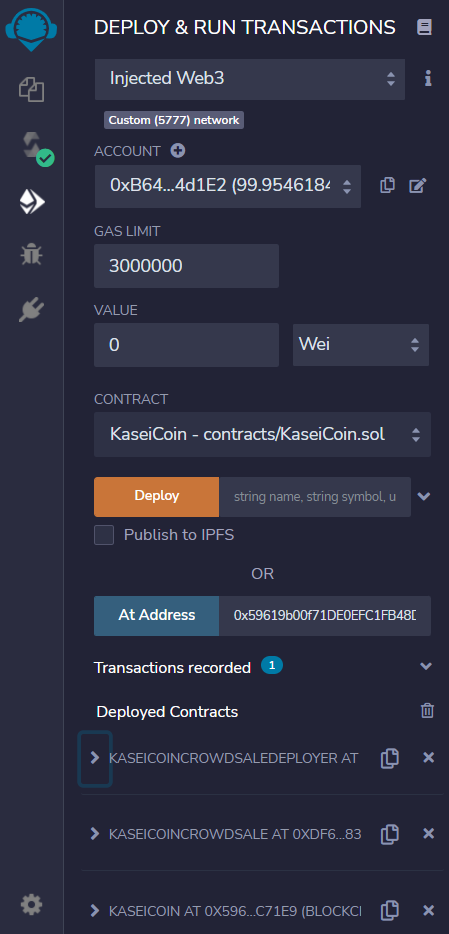 DEPLOY & RUN TRANSACTIONS
Injected Web3
Custom (5777) network
ACCOUNT
0xB64...4d1E2 (99.9546184
GAS LIMIT
3000000
VALUE
0 Wei
CONTRACT
KaseiCoin - contracts/KaseiCoin.sol
Deploy string name, string symbol, u
Publish to IPFS
OR
At Address 0x59619b00f71DE0EFC1FB48D
Transactions recorded 1
Deployed Contracts
KASEICOINCROWDSALEDEPLOYER AT
KASEICOINCROWDSALE AT 0XDF6...83
KASEICOIN AT 0X596...C71E9 (BLOCKCI